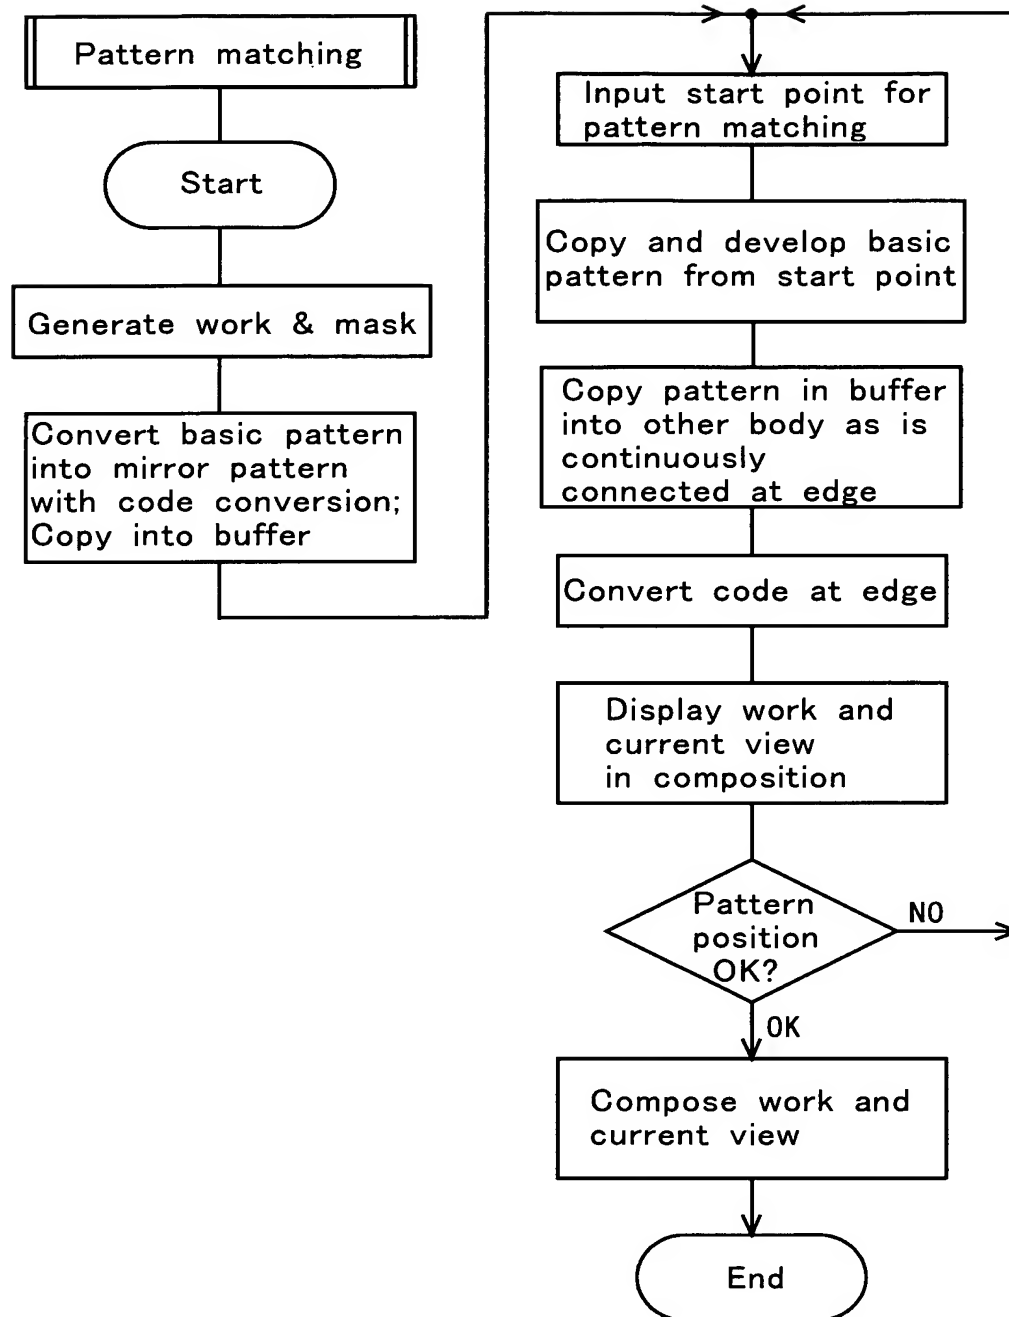 Pattern matching
Start
Generate work & mask
Convert basic pattern
into mirror pattern
with code conversion;
Copy into buffer
Input start point for
pattern matching
Copy and develop basic
pattern from start point
Copy pattern in buffer
into other body as is
continuously
connected at edge
Convert code at edge
Display work and
current view
in composition
Pattern
position
OK?
NO
OK
Compose work and
current view
End